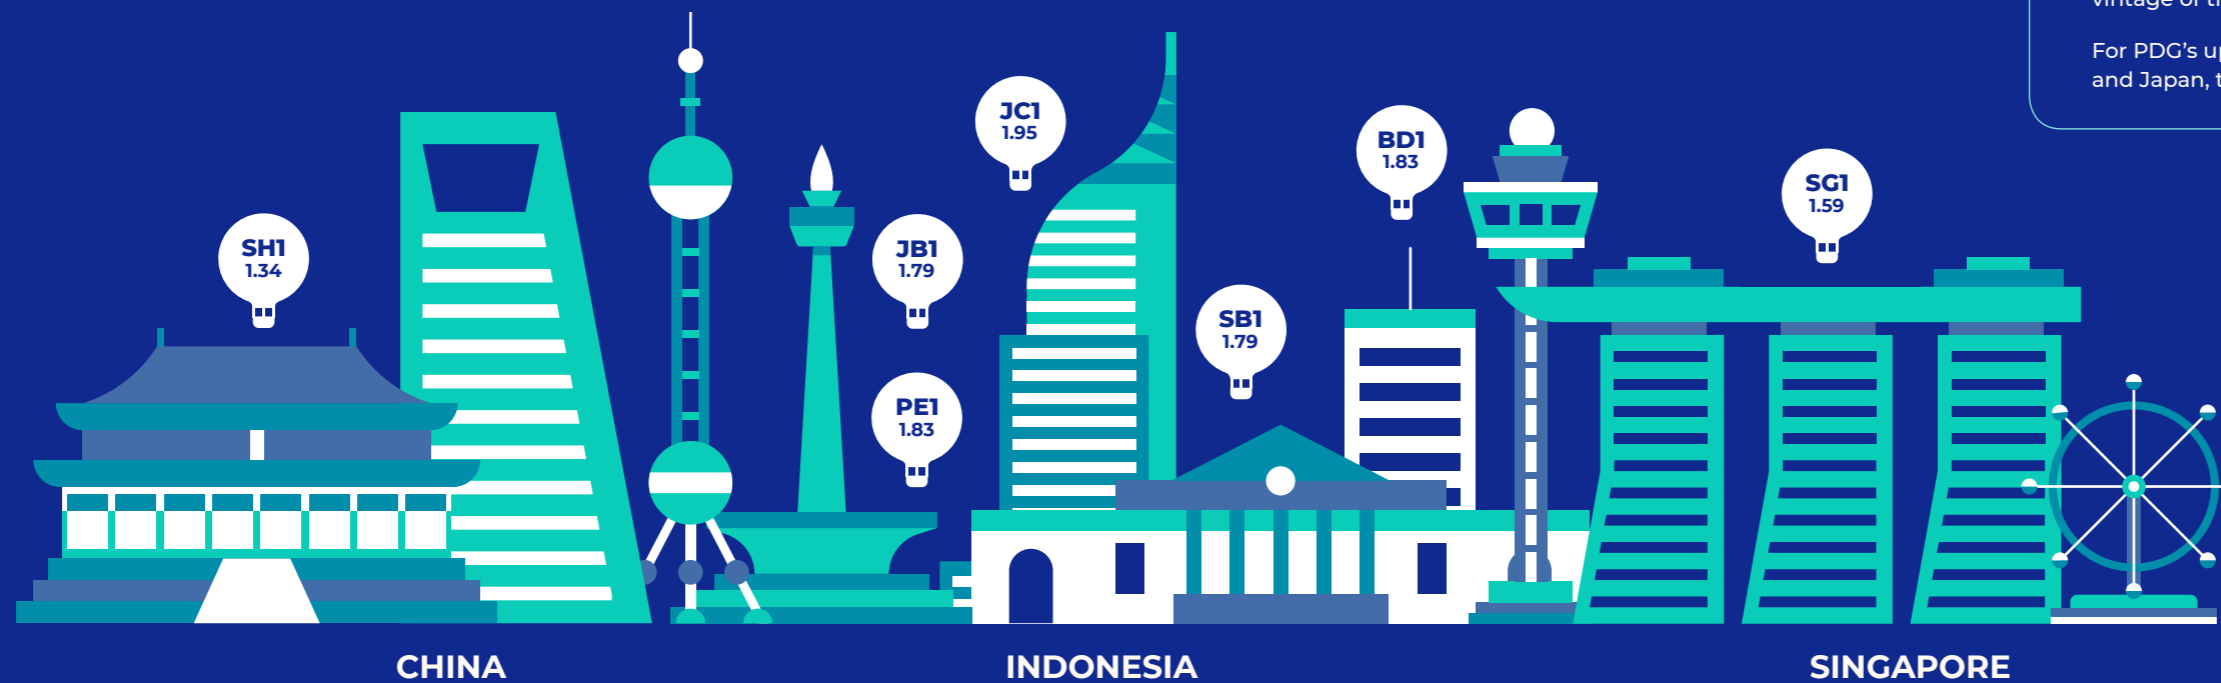 For PDG's
and Japan,
SH1
1.34
JB1
1.79
PE1
1.83
JC1
1.95
SB1
1.79
BD1
1.83
SG1
1.59
CHINA
INDONESIA
SINGAPORE